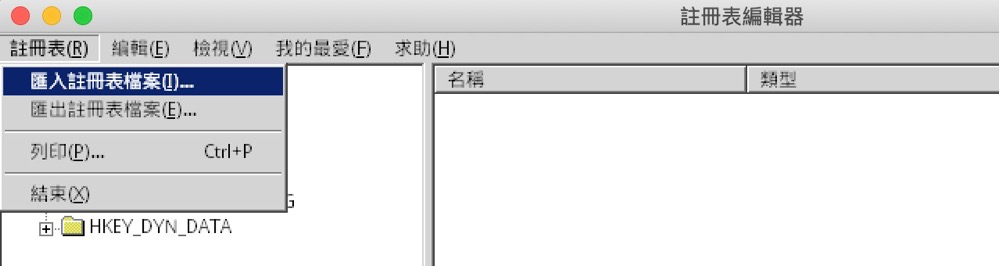 註冊表編輯器
註冊表(R) 編輯(E) 檢視(V) 我的最愛(F) 求助(H)
匯入註冊表檔案(I)...
匯出註冊表檔案(E)...
列印(P)... Ctrl+P
結束(X)
G
HKEY_DYN_DATA
名稱 類型